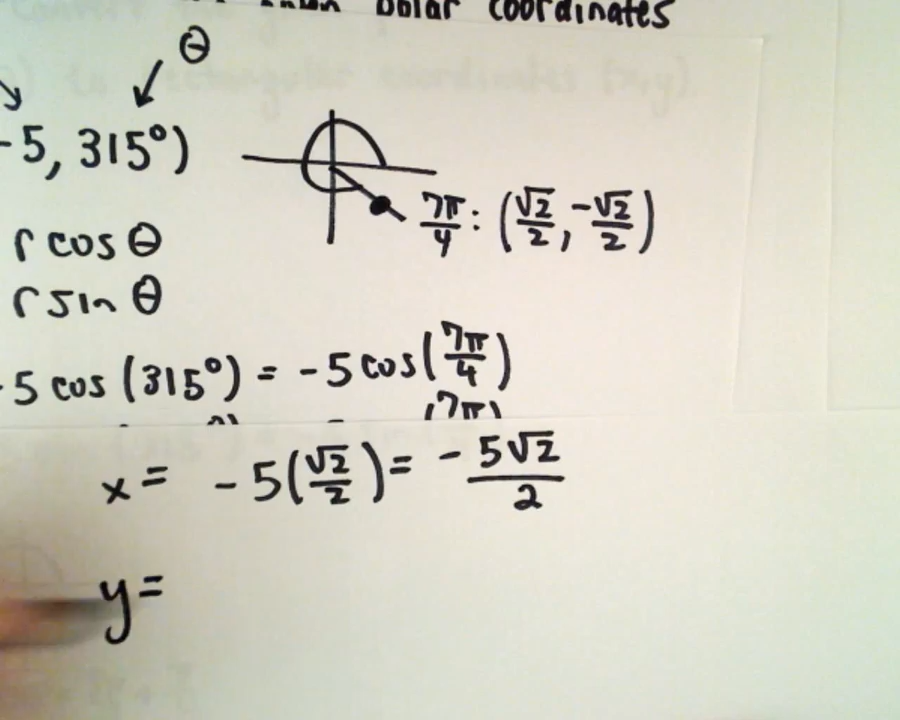 polar coordinates
θ
-5, 315°)
7π/4 : (√2/2, -√2/2)
r cos θ
r sin θ
-5 cos (315°) = -5 cos(7π/4)
x = -5(√2/2) = -5√2/2
y =